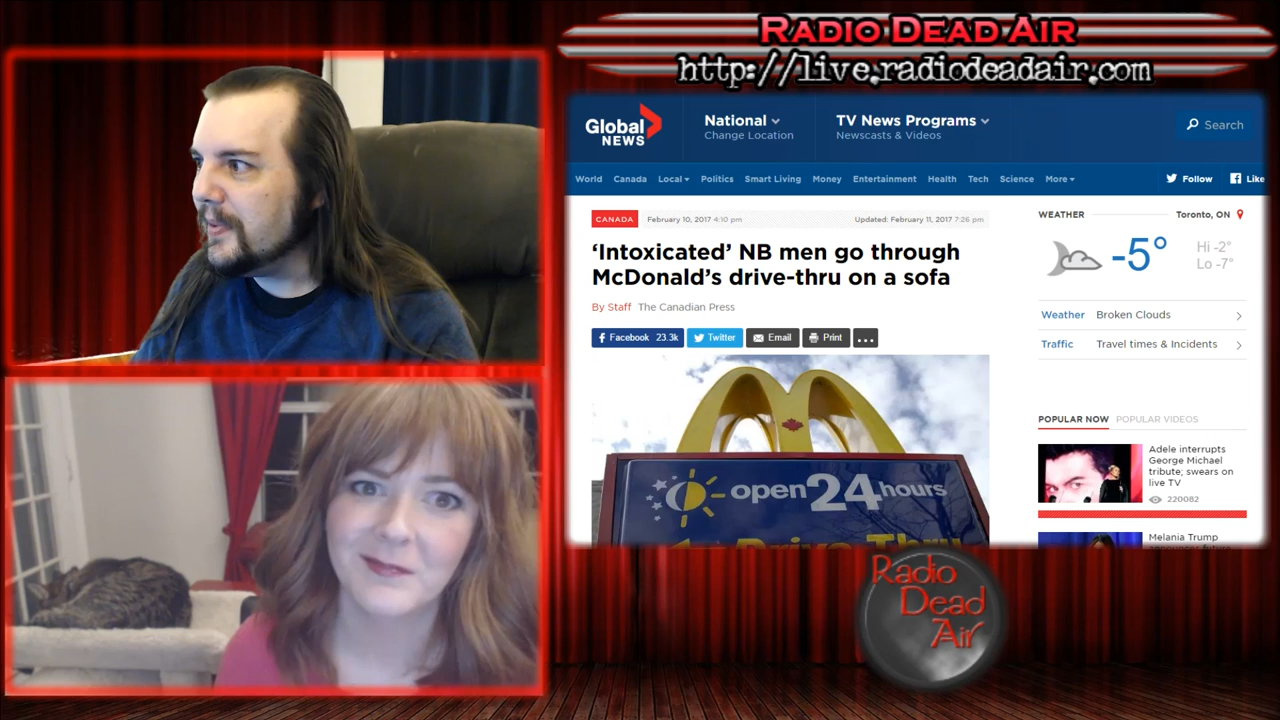 RADIO DEAD AIR
http://live.radiodeadair.com
Global NEWS
National
Change Location
TV News Programs
Newscasts & Videos
Search
World Canada Local Politics Smart Living Money Entertainment Health Tech Science More
Follow Like
CANADA February 10, 2017 4:10 pm Updated: February 11, 2017 7:26 pm
‘Intoxicated’ NB men go through
McDonald’s drive-thru on a sofa
By Staff The Canadian Press
Facebook 23.3k Twitter Email Print ...
open 24 hours
Drive-Thru
WEATHER Toronto, ON
-5°
Hi -2°
Lo -7°
Weather Broken Clouds
Traffic Travel times & Incidents
POPULAR NOW POPULAR VIDEOS
Adele interrupts
George Michael
tribute; swears on
live TV
220082
Melania Trump
Radio
Dead
Air